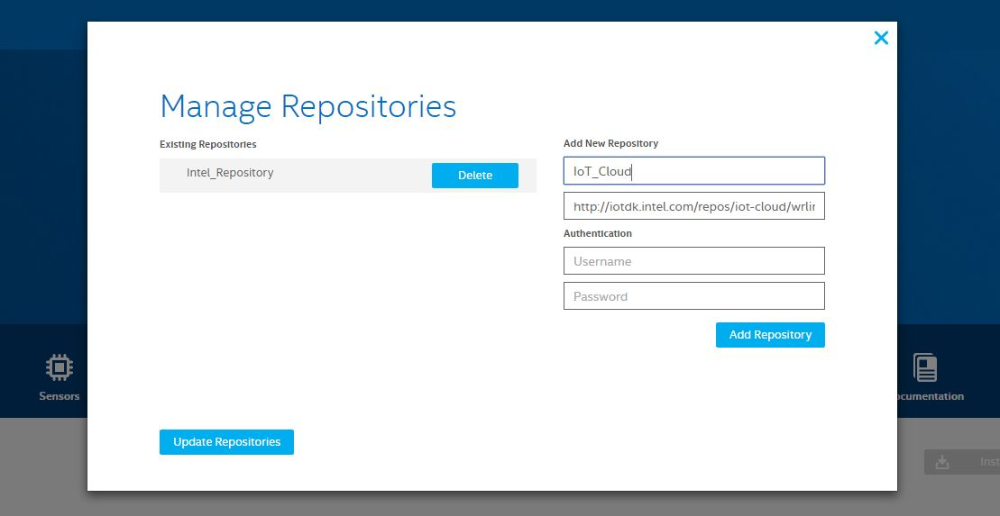 Manage Repositories
Existing Repositories
Intel_Repository
Delete
Add New Repository
IoT_Cloud
http://iotdk.intel.com/repos/iot-cloud/wrlin
Authentication
Username
Password
Add Repository
Update Repositories
Sensors
ocumentation
Inst